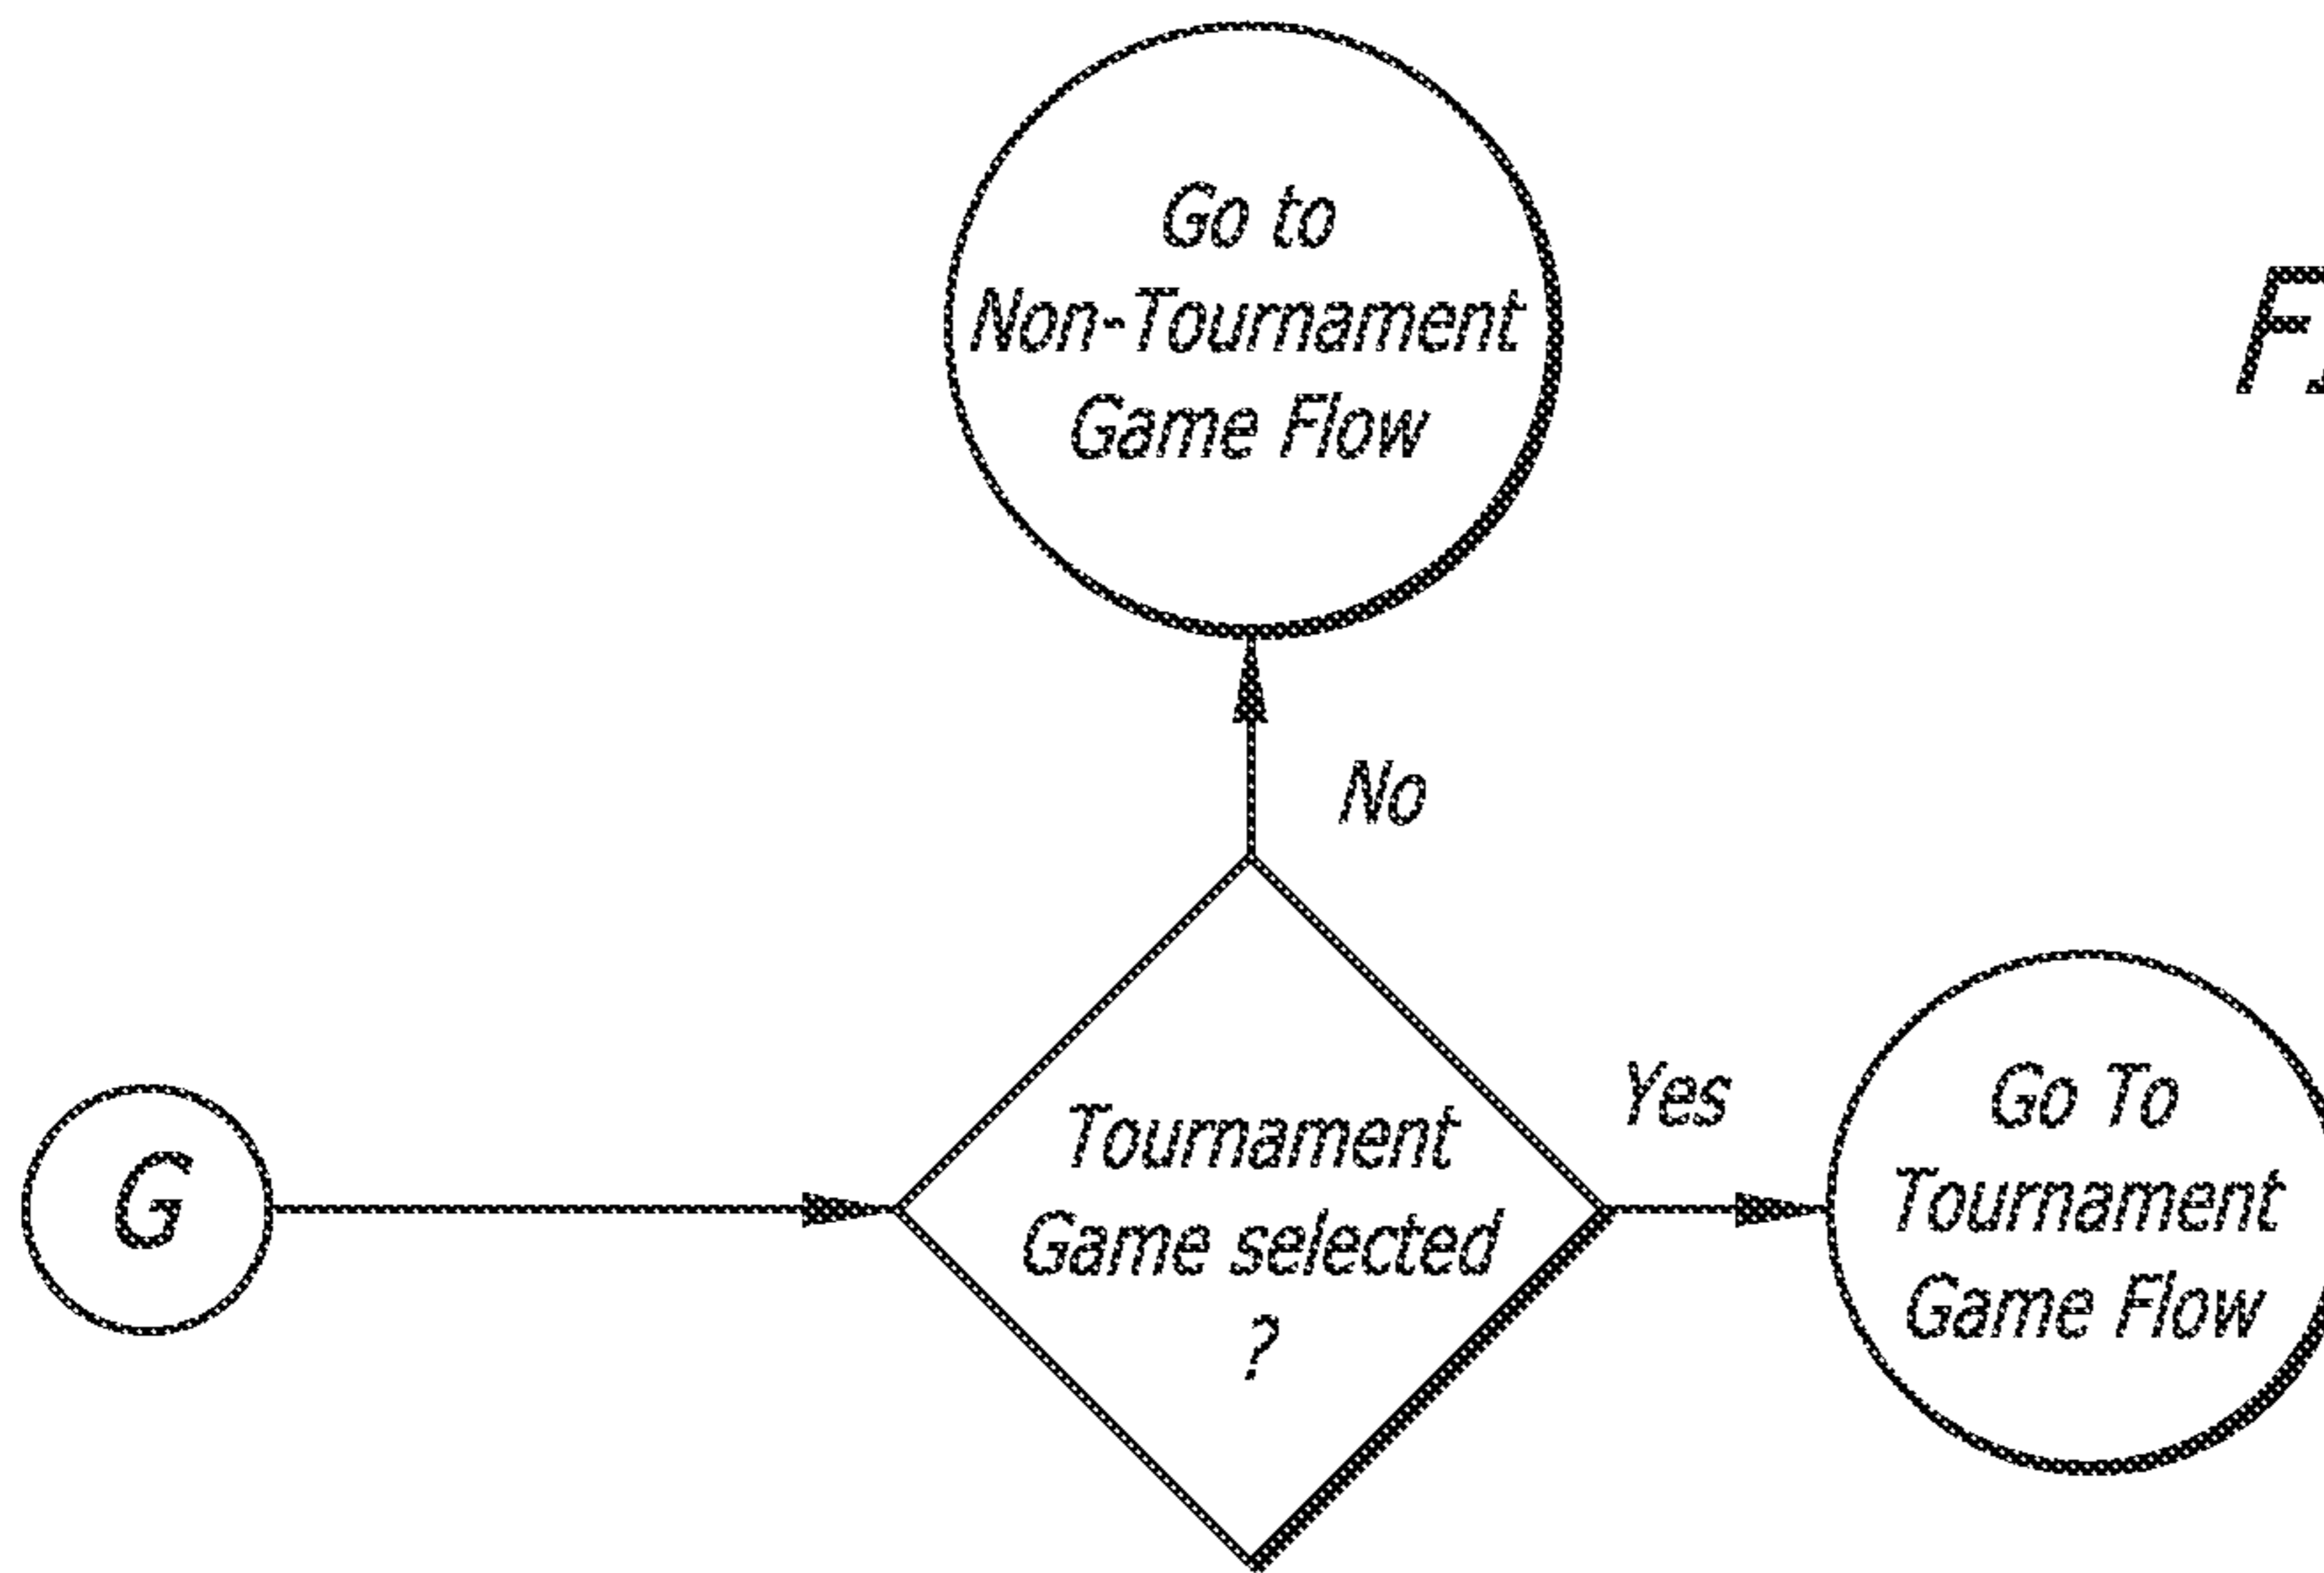 Go to
Non-Tournament
Game Flow
No
Yes
G
Tournament
Game selected
?
Go To
Tournament
Game Flow